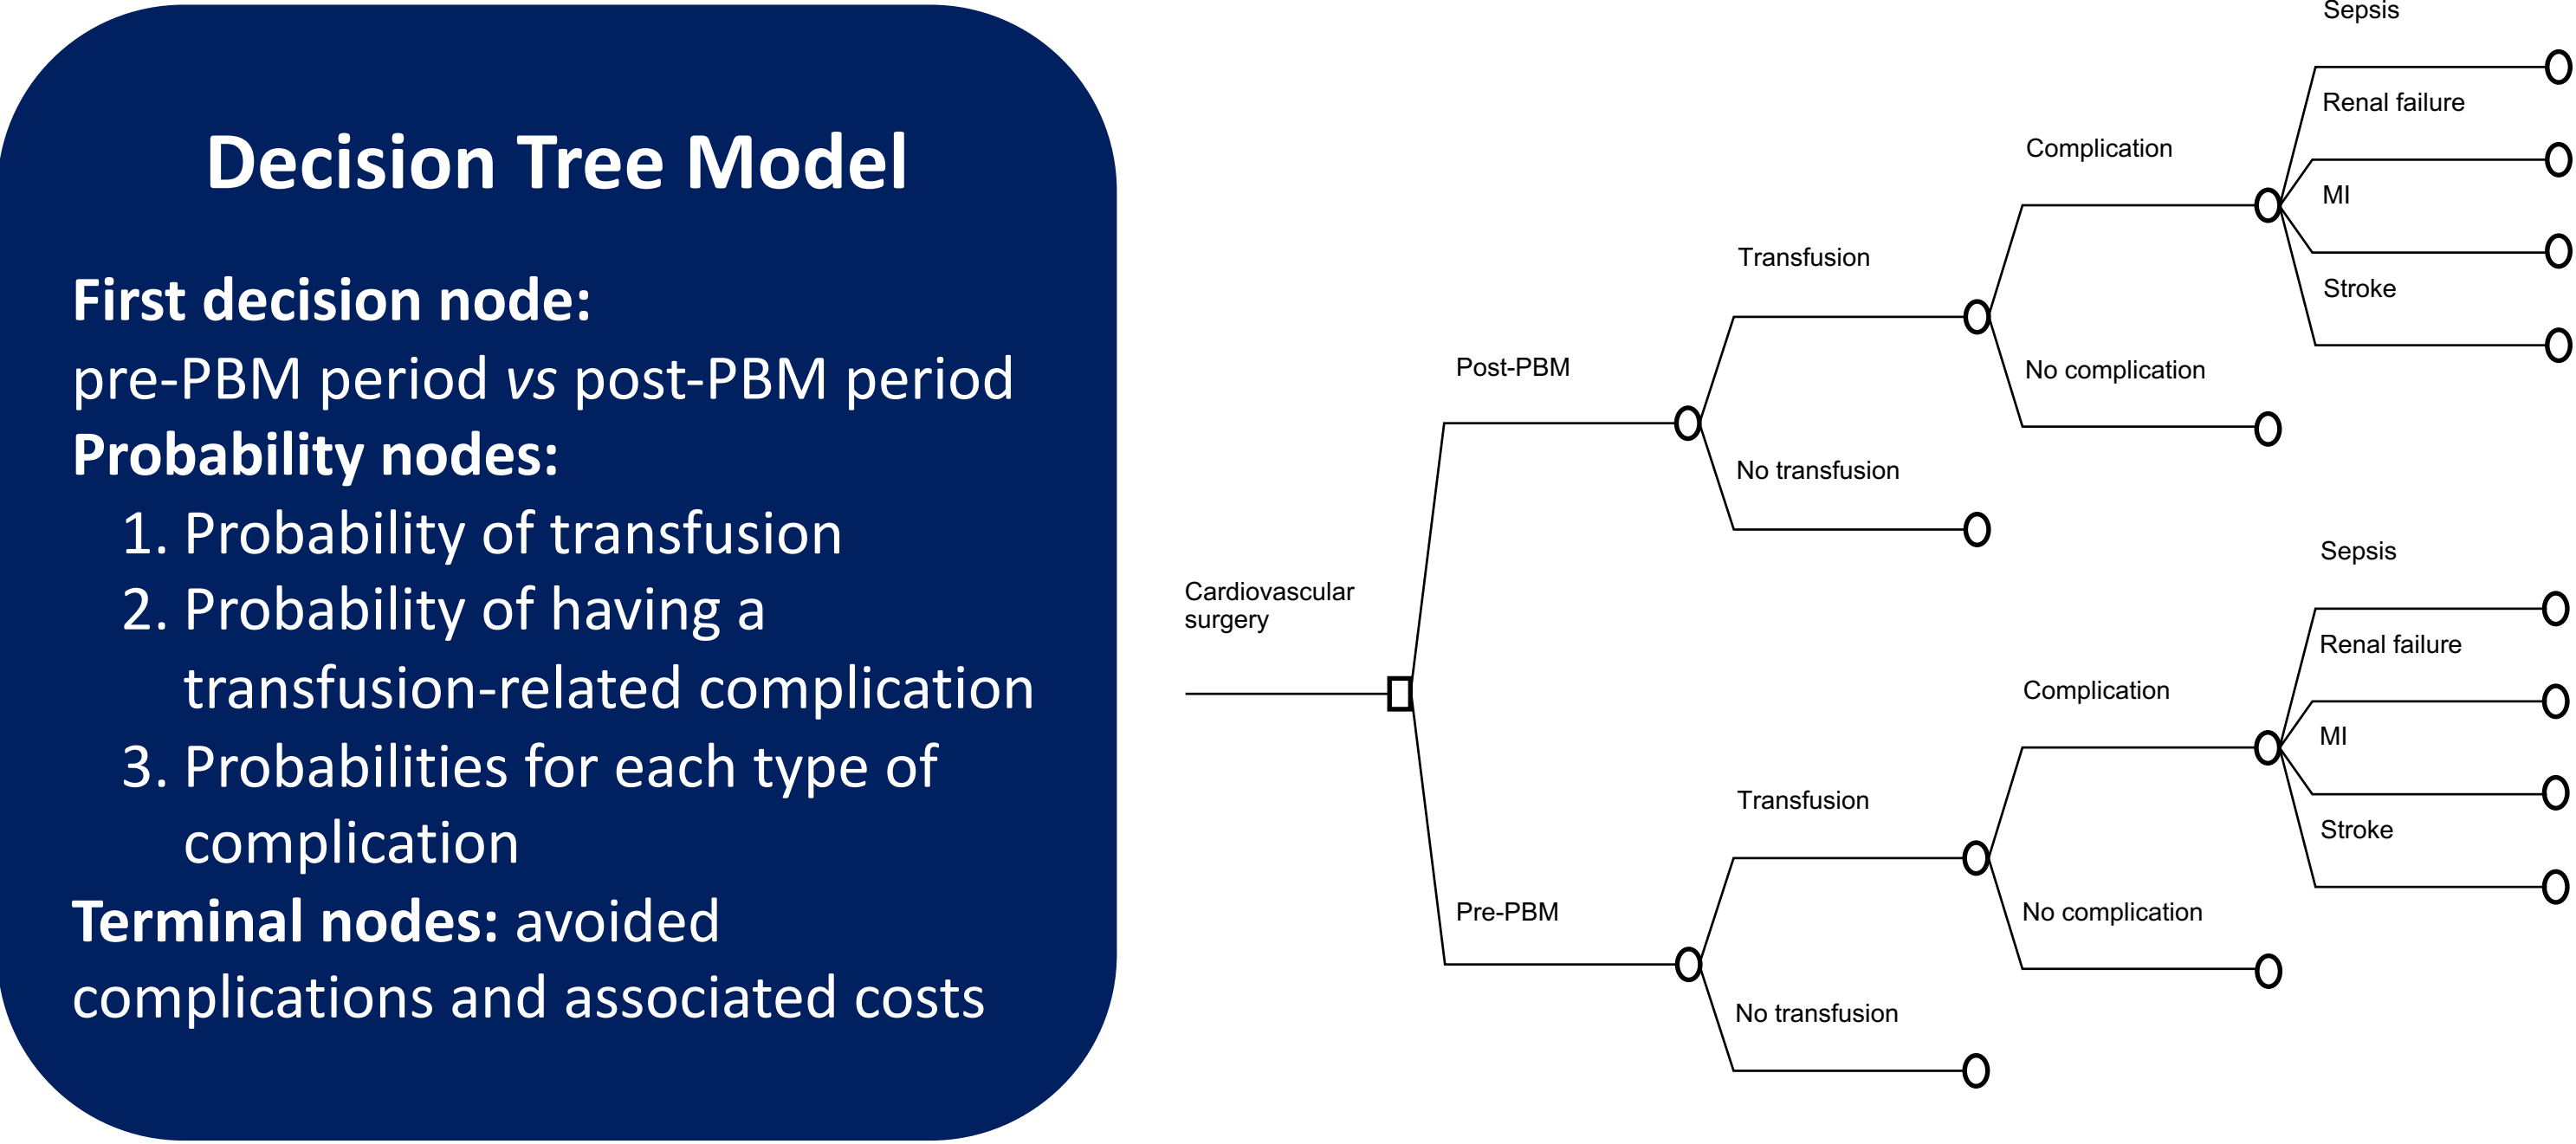 Decision Tree Model
First decision node:
pre-PBM period vs post-PBM period
Probability nodes:
1. Probability of transfusion
2. Probability of having a
transfusion-related complication
3. Probabilities for each type of
complication
Terminal nodes: avoided
complications and associated costs
Cardiovascular
surgery
Post-PBM
Transfusion
Complication
Sepsis
Renal failure
MI
Stroke
No complication
No transfusion
Pre-PBM
Transfusion
Complication
Sepsis
Renal failure
MI
Stroke
No complication
No transfusion